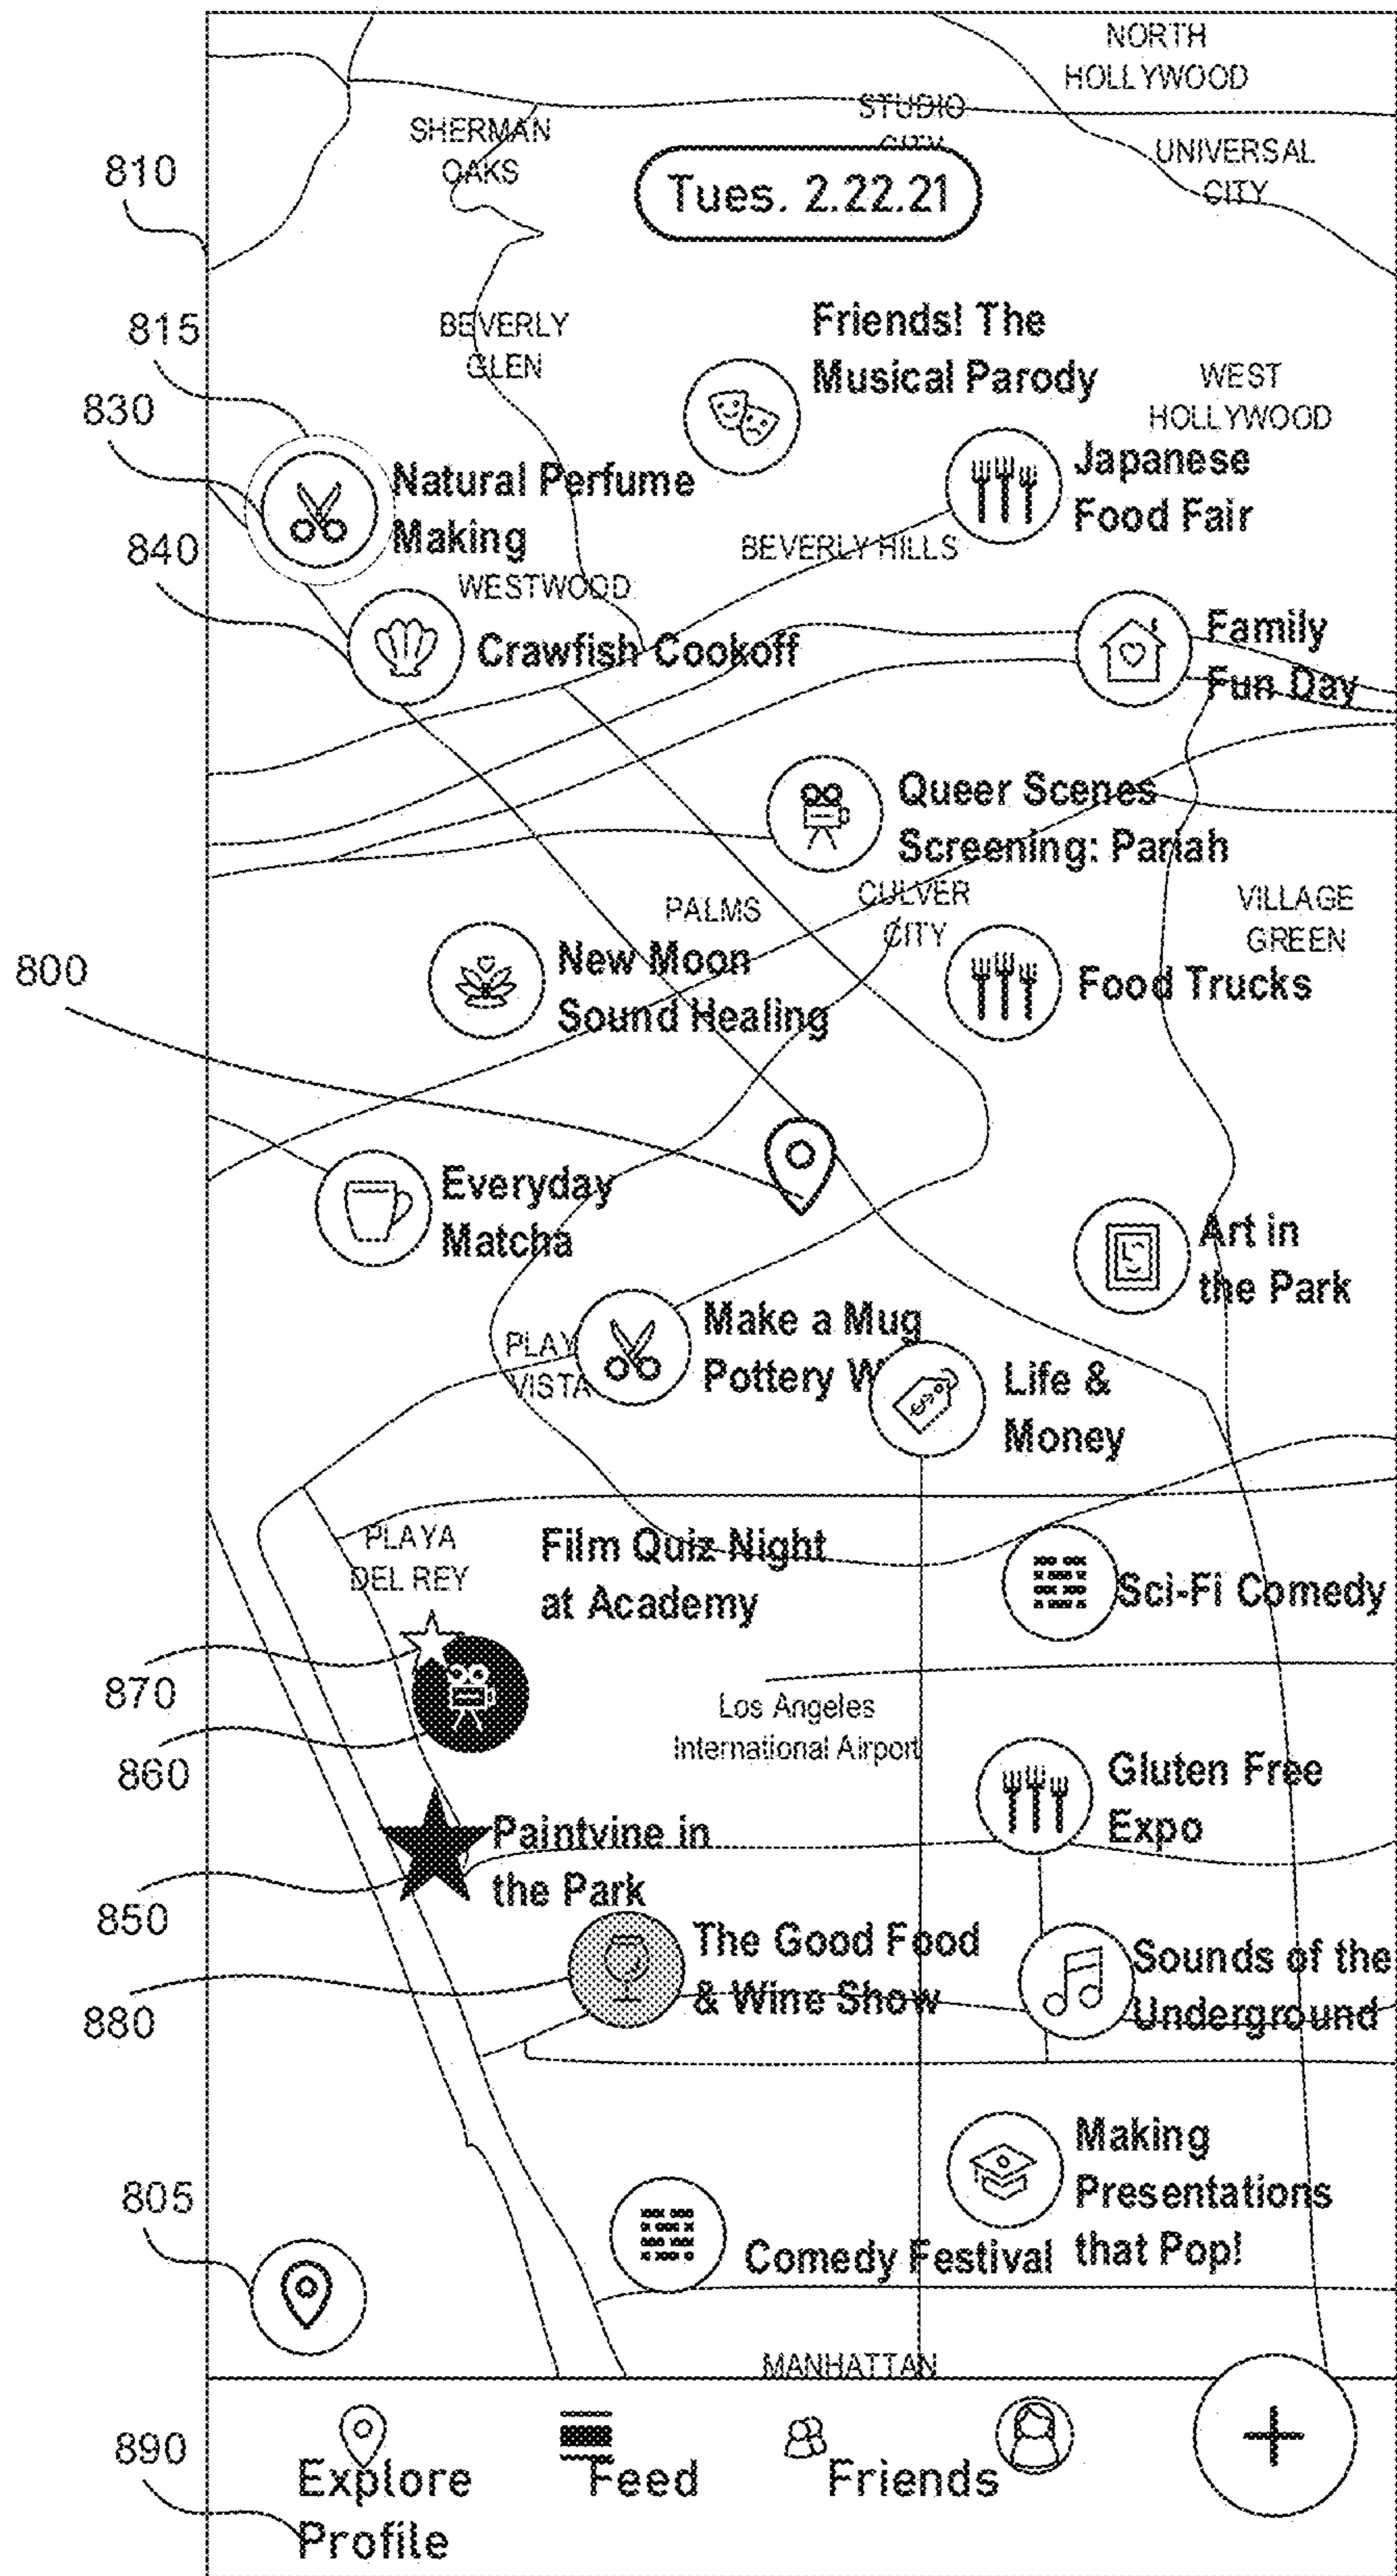 NORTH
HOLLYWOOD
STUDIO
CITY
SHERMAN
OAKS
UNIVERSAL
CITY
810
Tues. 2.22.21
815
BEVERLY
GLEN
Friends! The
Musical Parody
WEST
HOLLYWOOD
830
Natural Perfume
Making
Japanese
Food Fair
840
BEVERLY HILLS
WESTWOOD
Crawfish Cookoff
Family
Fun Day
Queer Scenes
Screening: Pariah
PALMS
CULVER
CITY
VILLAGE
GREEN
800
New Moon
Sound Healing
Food Trucks
Everyday
Matcha
Art in
the Park
PLAY
VISTA
Make a Mug
Pottery W
Life &
Money
PLAYA
DEL REY
Film Quiz Night
at Academy
Sci-Fi Comedy
870
Los Angeles
International Airport
860
Gluten Free
Expo
Paintvine in
the Park
850
The Good Food
& Wine Show
Sounds of the
Underground
880
Making
Presentations
that Pop!
805
Comedy Festival
MANHATTAN
890
Explore
Feed
Friends
Profile